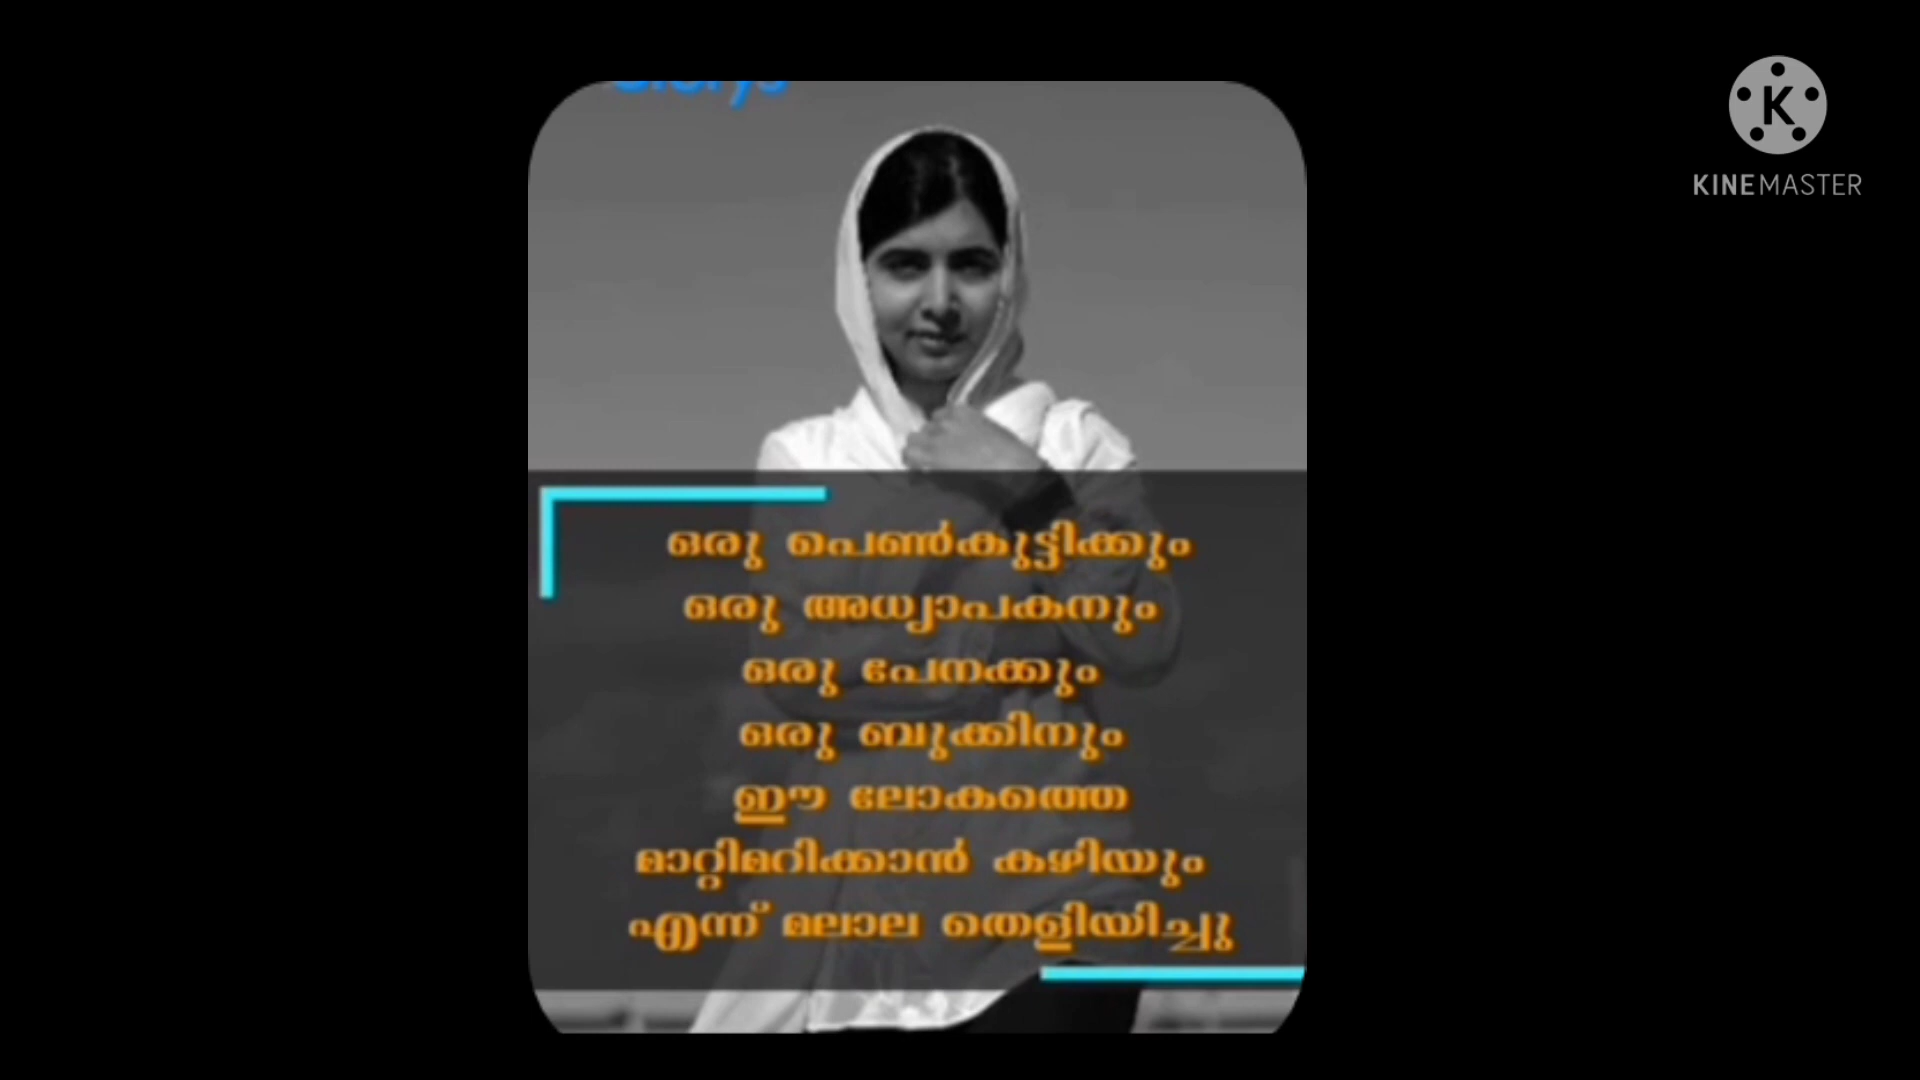 KINEMASTER
ഒരു പെൺകുട്ടിക്കും
ഒരു അധ്യാപകനും
ഒരു പേനക്കും
ഒരു ബുക്കിനും
ഈ ലോകത്തെ
മാറ്റിമറിക്കാൻ കഴിയും
എന്ന് മലാല തെളിയിച്ചു